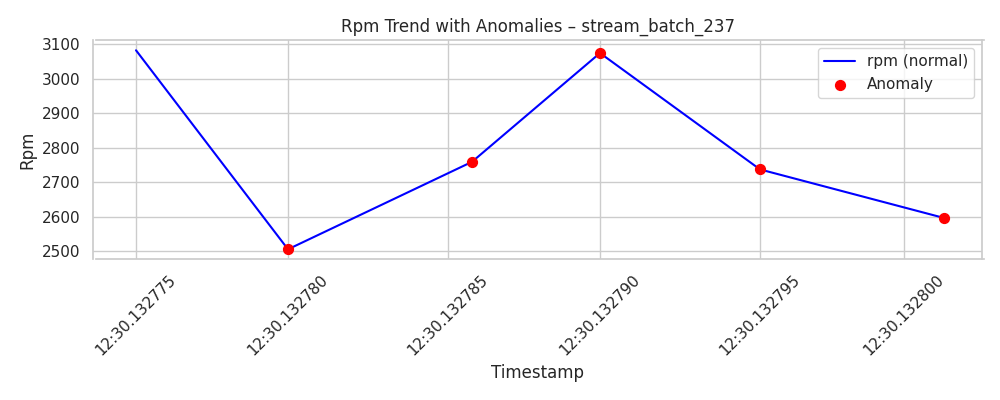 Rpm Trend with Anomalies – stream_batch_237
3100
3000
2900
2800
2700
2600
2500
Rpm
rpm (normal)
Anomaly
12:30.132775
12:30.132780
12:30.132785
12:30.132790
12:30.132795
12:30.132800
Timestamp